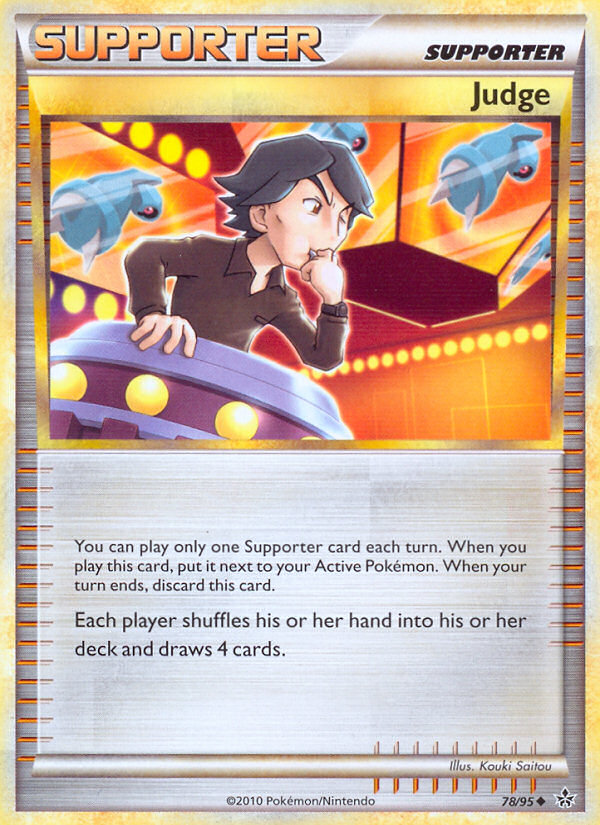 SUPPORTER
SUPPORTER
Judge
You can play only one Supporter card each turn. When you
play this card, put it next to your Active Pokémon. When your
turn ends, discard this card.
Each player shuffles his or her hand into his or her
deck and draws 4 cards.
Illus. Kouki Saitou
©2010 Pokémon/Nintendo
78/95